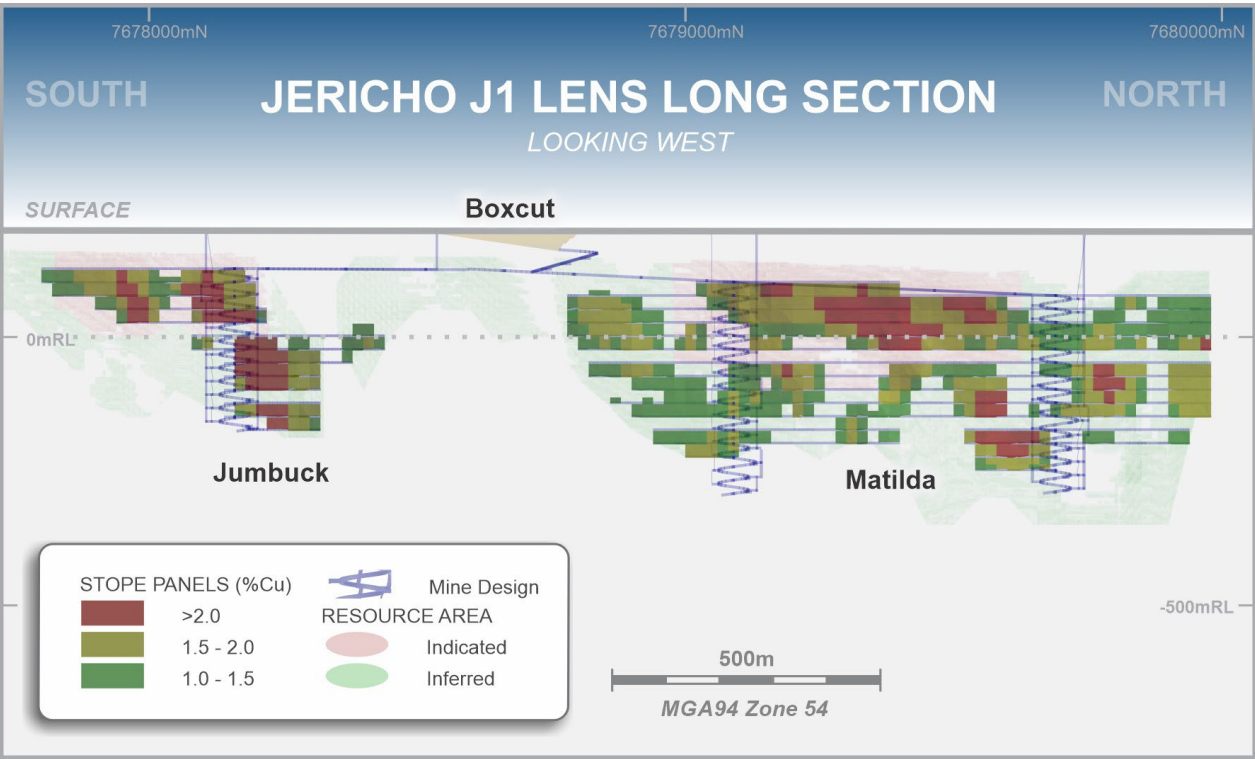 7678000mN
7679000mN
7680000mN
SOUTH
JERICHO J1 LENS LONG SECTION
NORTH
LOOKING WEST
SURFACE
Boxcut
0mRL
Jumbuck
Matilda
STOPE PANELS (%Cu)
>2.0
1.5 - 2.0
1.0 - 1.5
Mine Design
RESOURCE AREA
Indicated
Inferred
-500mRL
500m
MGA94 Zone 54